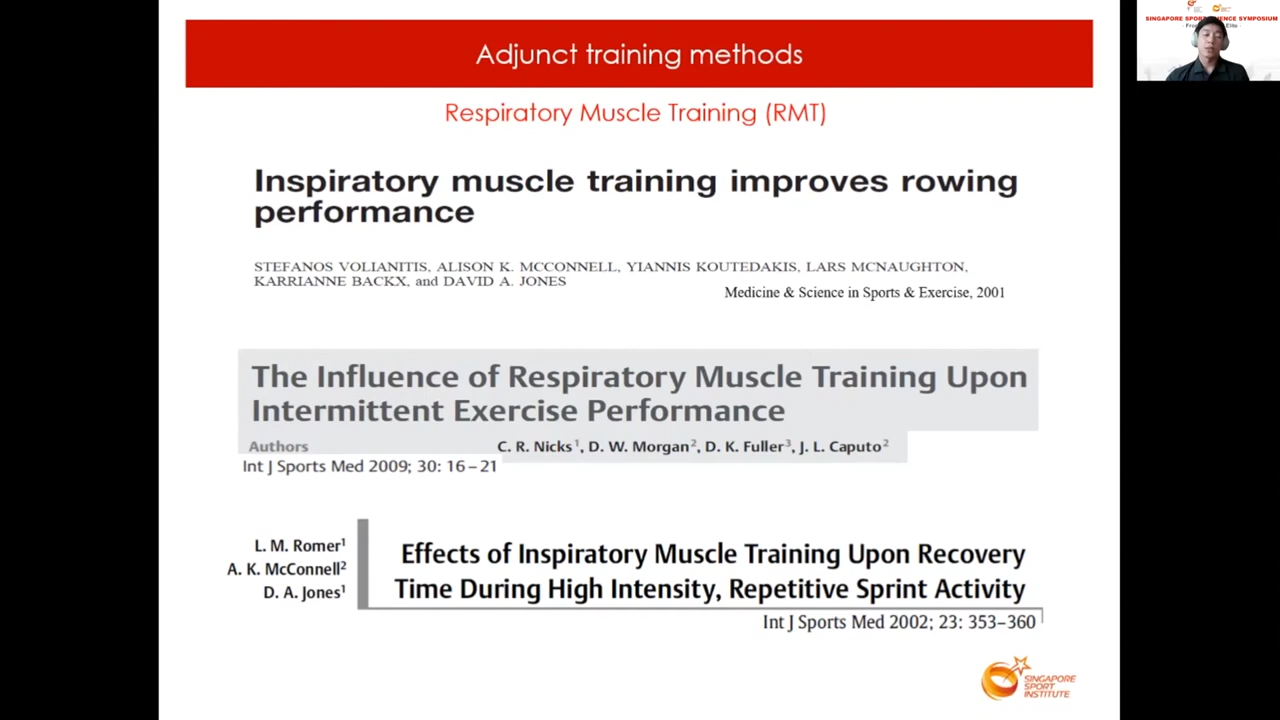 Adjunct training methods
Respiratory Muscle Training (RMT)
Inspiratory muscle training improves rowing
performance
STEFANOS VOLIANITIS, ALISON K. MCCONNELL, YIANNIS KOUTEDAKIS, LARS MCNAUGHTON,
KARRIANNE BACKX, and DAVID A. JONES
Medicine & Science in Sports & Exercise, 2001
The Influence of Respiratory Muscle Training Upon
Intermittent Exercise Performance
Authors C. R. Nicks¹, D. W. Morgan², D. K. Fuller³, J. L. Caputo²
Int J Sports Med 2009; 30: 16–21
L. M. Romer¹
A. K. McConnell²
D. A. Jones¹
Effects of Inspiratory Muscle Training Upon Recovery
Time During High Intensity, Repetitive Sprint Activity
Int J Sports Med 2002; 23: 353–360
SINGAPORE
SPORT
INSTITUTE
SINGAPORE SPORT SCIENCE SYMPOSIUM